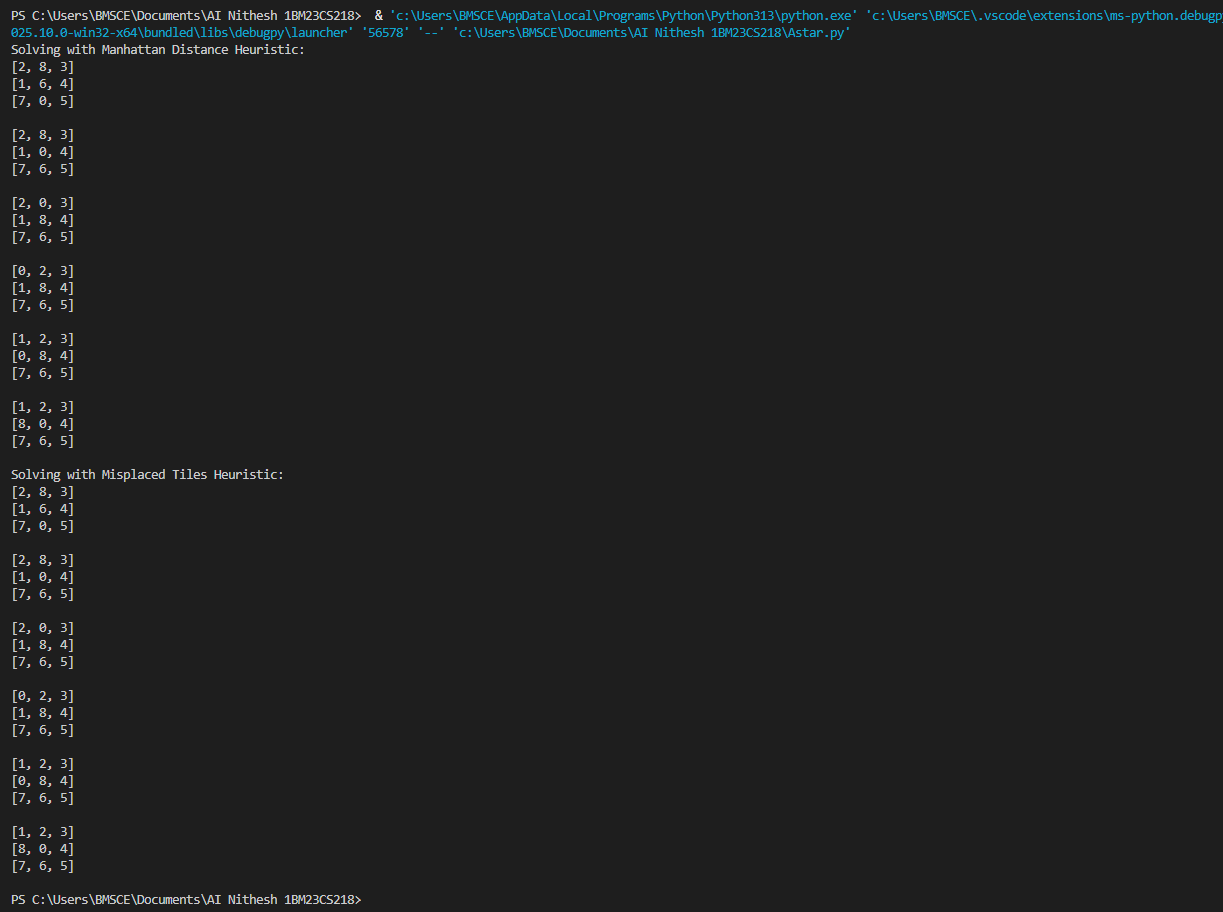 PS C:\Users\BMSCE\Documents\AI Nithesh 1BM23CS218>  & 'c:\Users\BMSCE\AppData\Local\Programs\Python\Python313\python.exe' 'c:\Users\BMSCE\.vscode\extensions\ms-python.debugp
025.10.0-win32-x64\bundled\libs\debugpy\launcher' '56578' '--' 'c:\Users\BMSCE\Documents\AI Nithesh 1BM23CS218\Astar.py'
Solving with Manhattan Distance Heuristic:
[2, 8, 3]
[1, 6, 4]
[7, 0, 5]

[2, 8, 3]
[1, 0, 4]
[7, 6, 5]

[2, 0, 3]
[1, 8, 4]
[7, 6, 5]

[0, 2, 3]
[1, 8, 4]
[7, 6, 5]

[1, 2, 3]
[0, 8, 4]
[7, 6, 5]

[1, 2, 3]
[8, 0, 4]
[7, 6, 5]

Solving with Misplaced Tiles Heuristic:
[2, 8, 3]
[1, 6, 4]
[7, 0, 5]

[2, 8, 3]
[1, 0, 4]
[7, 6, 5]

[2, 0, 3]
[1, 8, 4]
[7, 6, 5]

[0, 2, 3]
[1, 8, 4]
[7, 6, 5]

[1, 2, 3]
[0, 8, 4]
[7, 6, 5]

[1, 2, 3]
[8, 0, 4]
[7, 6, 5]

PS C:\Users\BMSCE\Documents\AI Nithesh 1BM23CS218>